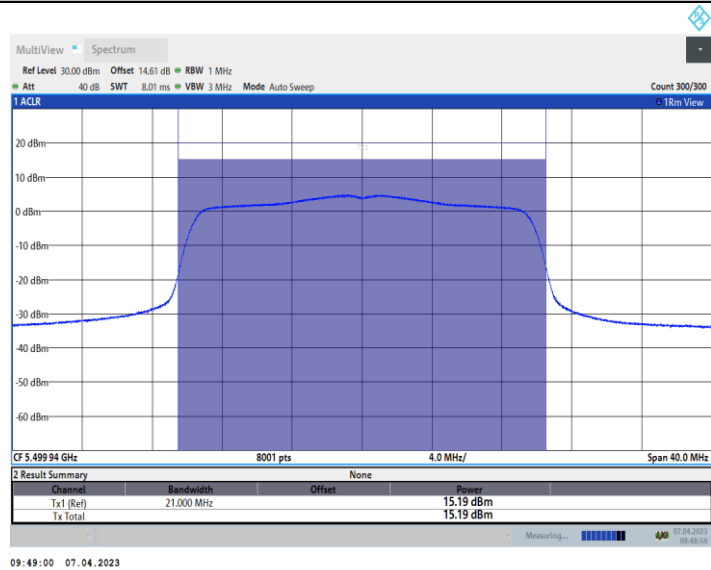 R S
MultiView Spectrum
Ref Level 30.00 dBm Offset 14.61 dB RBW 1 MHz
Att 40 dB SWT 8.01 ms VBW 3 MHz Mode Auto Sweep Count 300/300
1 ACLR 1Rm View
20 dBm
10 dBm
0 dBm
-10 dBm
-20 dBm
-30 dBm
-40 dBm
-50 dBm
-60 dBm
CF 5.499 94 GHz 8001 pts 4.0 MHz/ Span 40.0 MHz
2 Result Summary None
Channel Bandwidth Offset Power
Tx1 (Ref) 21.000 MHz 15.19 dBm
Tx Total 15.19 dBm
Measuring... 07.04.2023
09:48:59
09:49:00 07.04.2023